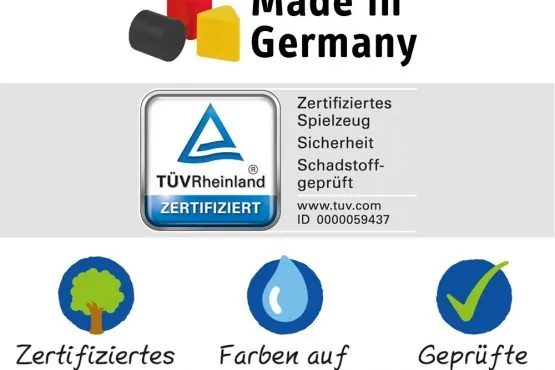 Made in
Germany
TÜVRheinland®
ZERTIFIZIERT
Zertifiziertes
Spielzeug
Sicherheit
Schadstoff-
geprüft
www.tuv.com
ID 0000059437
Zertifiziertes
Farben auf
Geprüfte